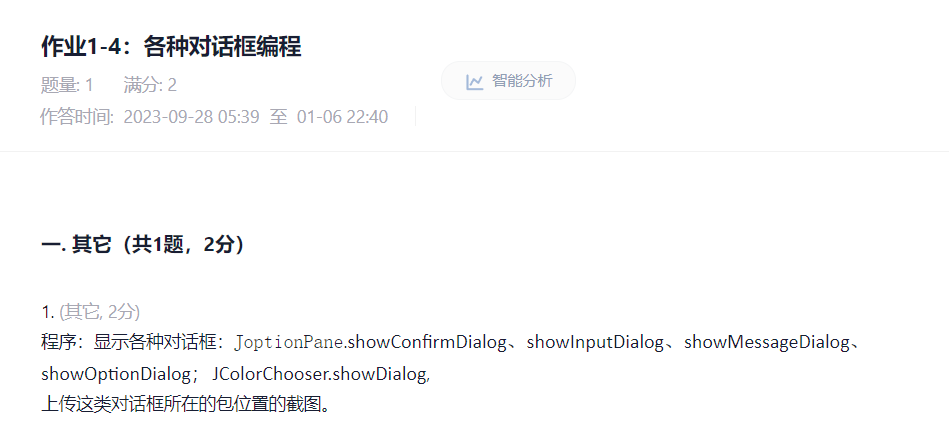 作业1-4：各种对话框编程
题量: 1 满分: 2
智能分析
作答时间: 2023-09-28 05:39 至 01-06 22:40
一. 其它（共1题，2分）
1. (其它, 2分)
程序：显示各种对话框：JoptionPane.showConfirmDialog、showInputDialog、showMessageDialog、
showOptionDialog；JColorChooser.showDialog,
上传这类对话框所在的包位置的截图。